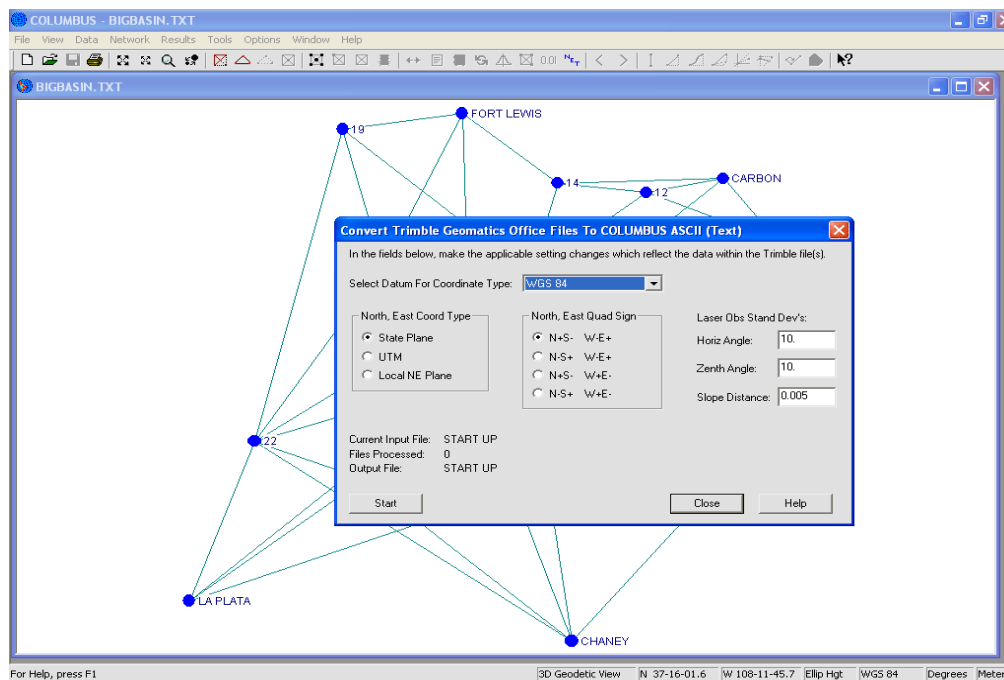 COLUMBUS - BIGBASIN.TXT
File View Data Network Results Tools Options Window Help
0.01 NET
BIGBASIN.TXT
FORT LEWIS
19
14
CARBON
12
Convert Trimble Geomatics Office Files To COLUMBUS ASCII (Text)
In the fields below, make the applicable setting changes which reflect the data within the Trimble file(s).
Select Datum For Coordinate Type: WGS 84
North, East Coord Type
State Plane
UTM
Local NE Plane
North, East Quad Sign
N+S- W-E+
N-S+ W-E+
N+S- W+E-
N-S+ W+E-
Laser Obs Stand Dev's:
Horiz Angle: 10.
Zenth Angle: 10.
Slope Distance: 0.005
Current Input File: START UP
Files Processed: 0
Output File: START UP
Start Close Help
22
LA PLATA
CHANEY
For Help, press F1 3D Geodetic View N 37-16-01.6 W 108-11-45.7 Ellip Hgt WGS 84 Degrees Meter